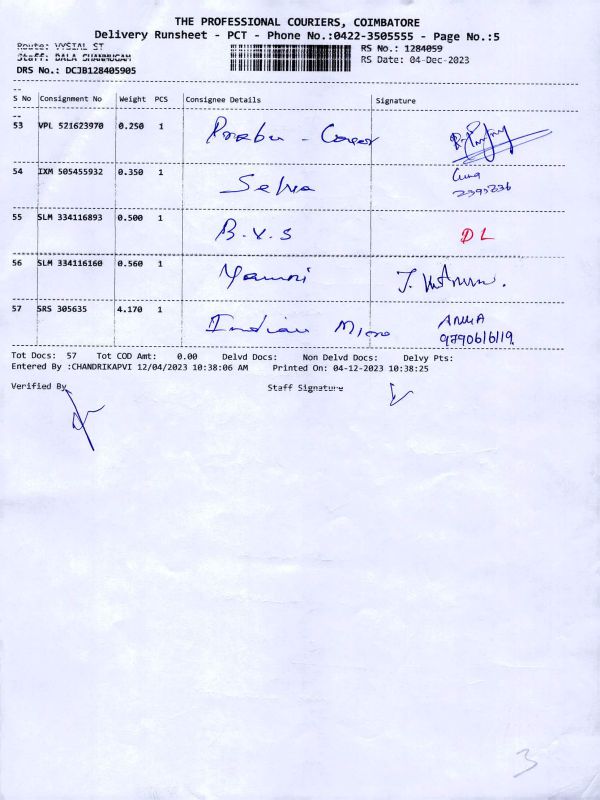 THE PROFESSIONAL COURIERS, COIMBATORE
Delivery Runsheet - PCT - Phone No.:0422-3505555 - Page No.:5
Route: VYSIAL ST
RS No.: 1284059
Staff: BALA SHANMUGAM
RS Date: 04-Dec-2023
DRS No.: DCJB128405905
S No Consignment No Weight PCS Consignee Details Signature
53 VPL 521623970 0.250 1 Prabu -
54 IXM 505455932 0.350 1 Selva
55 SLM 334116893 0.500 1 B.V.S DL
56 SLM 334116160 0.560 1 Yamuni
57 SRS 305635 4.170 1 Indian Micro ANUA
9790616119
Tot Docs: 57 Tot COD Amt: 0.00 Delvd Docs: Non Delvd Docs: Delvy Pts:
Entered By :CHANDRIKAPVI 12/04/2023 10:38:06 AM Printed On: 04-12-2023 10:38:25
Verified By Staff Signature
3